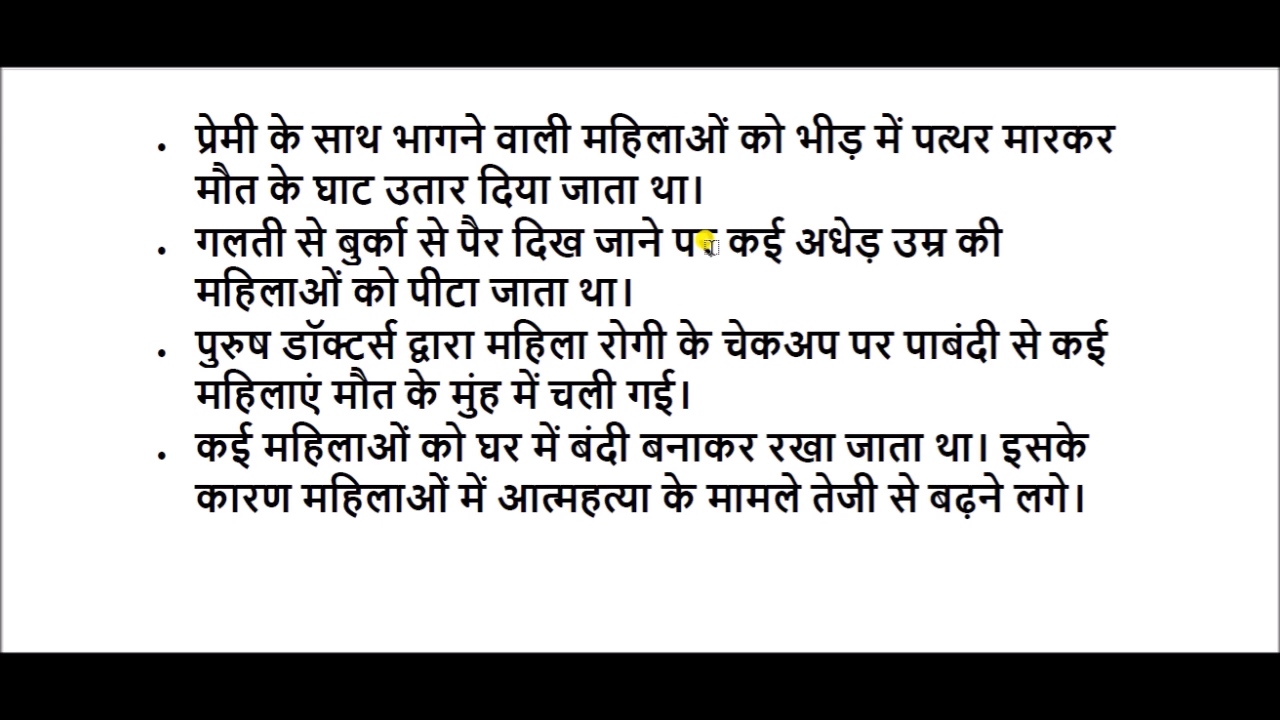 • प्रेमी के साथ भागने वाली महिलाओं को भीड़ में पत्थर मारकर
मौत के घाट उतार दिया जाता था।
• गलती से बुर्का से पैर दिख जाने पर कई अधेड़ उम्र की
महिलाओं को पीटा जाता था।
• पुरुष डॉक्टर्स द्वारा महिला रोगी के चेकअप पर पाबंदी से कई
महिलाएं मौत के मुंह में चली गई।
• कई महिलाओं को घर में बंदी बनाकर रखा जाता था। इसके
कारण महिलाओं में आत्महत्या के मामले तेजी से बढ़ने लगे।